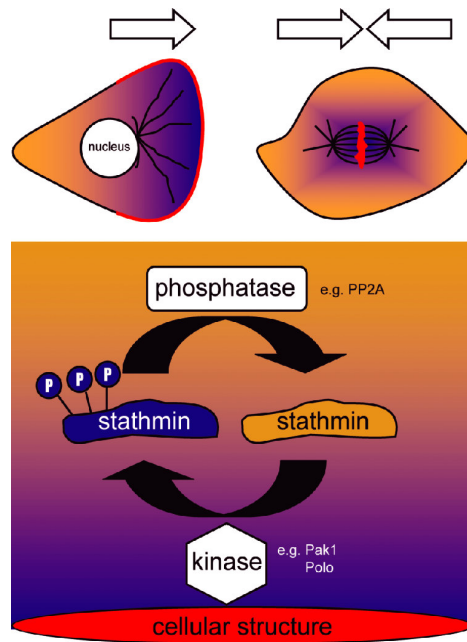 nucleus
phosphatase
e.g. PP2A
P
P
P
stathmin
stathmin
kinase
e.g. Pak1
Polo
cellular structure